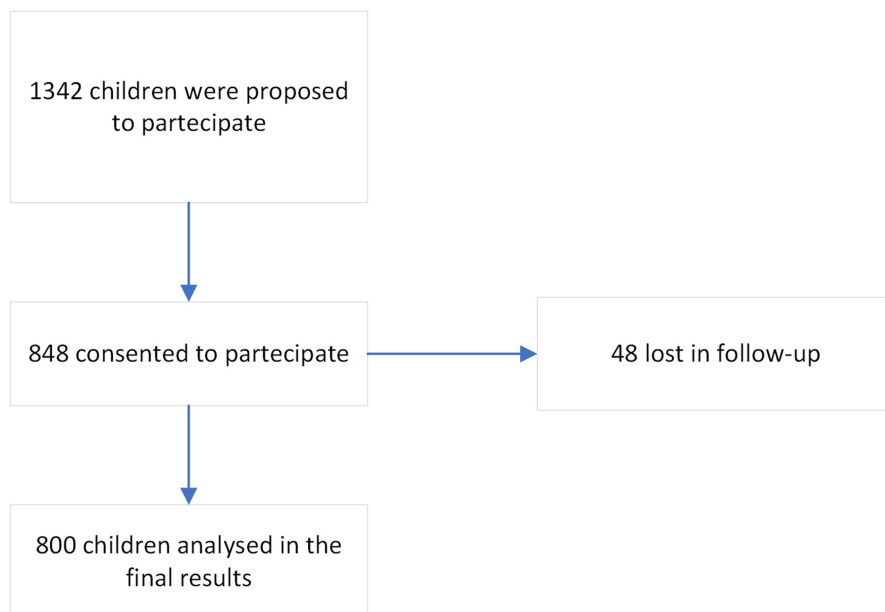 1342 children were proposed
to partecipate
848 consented to partecipate
48 lost in follow-up
800 children analysed in the
final results